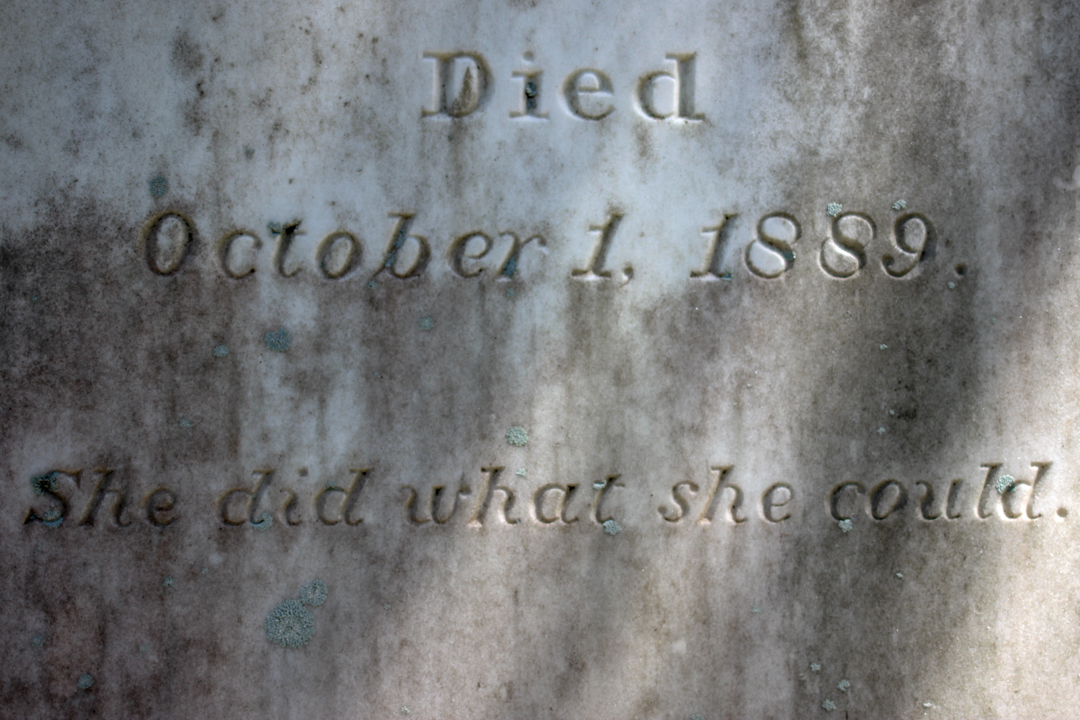 Died
October 1, 1889.
She did what she could.